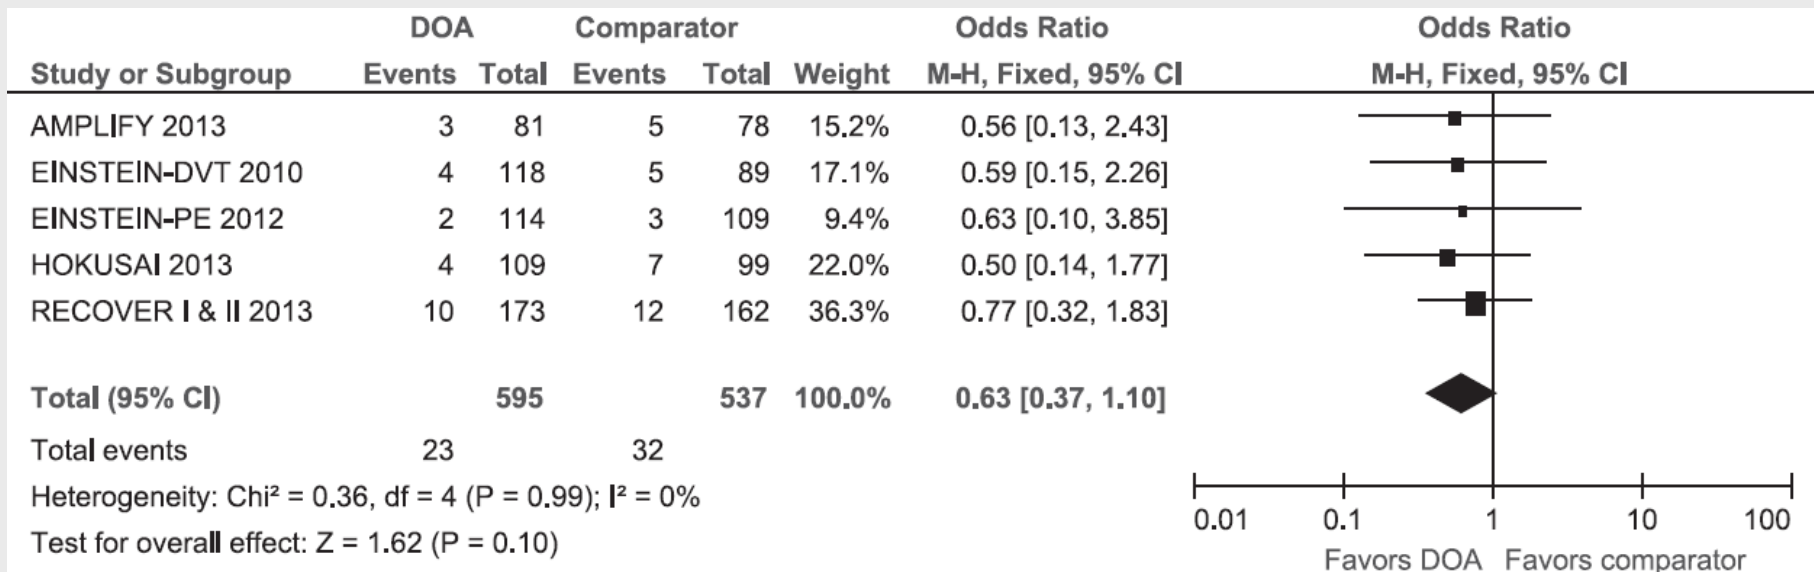 DOA Comparator Odds Ratio Odds Ratio
Study or Subgroup Events Total Events Total Weight M-H, Fixed, 95% CI M-H, Fixed, 95% CI
AMPLIFY 2013 3 81 5 78 15.2% 0.56 [0.13, 2.43]
EINSTEIN-DVT 2010 4 118 5 89 17.1% 0.59 [0.15, 2.26]
EINSTEIN-PE 2012 2 114 3 109 9.4% 0.63 [0.10, 3.85]
HOKUSAI 2013 4 109 7 99 22.0% 0.50 [0.14, 1.77]
RECOVER I & II 2013 10 173 12 162 36.3% 0.77 [0.32, 1.83]
Total (95% CI) 595 537 100.0% 0.63 [0.37, 1.10]
Total events 23 32
Heterogeneity: Chi² = 0.36, df = 4 (P = 0.99); I² = 0%
Test for overall effect: Z = 1.62 (P = 0.10)
0.01 0.1 1 10 100
Favors DOA Favors comparator